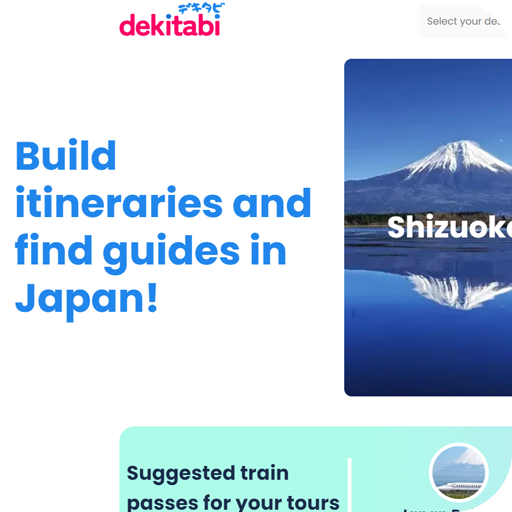 デキタビ
dekitabi
Select your de
Build
itineraries and
find guides in
Japan!
Shizuok
Suggested train
passes for your tours